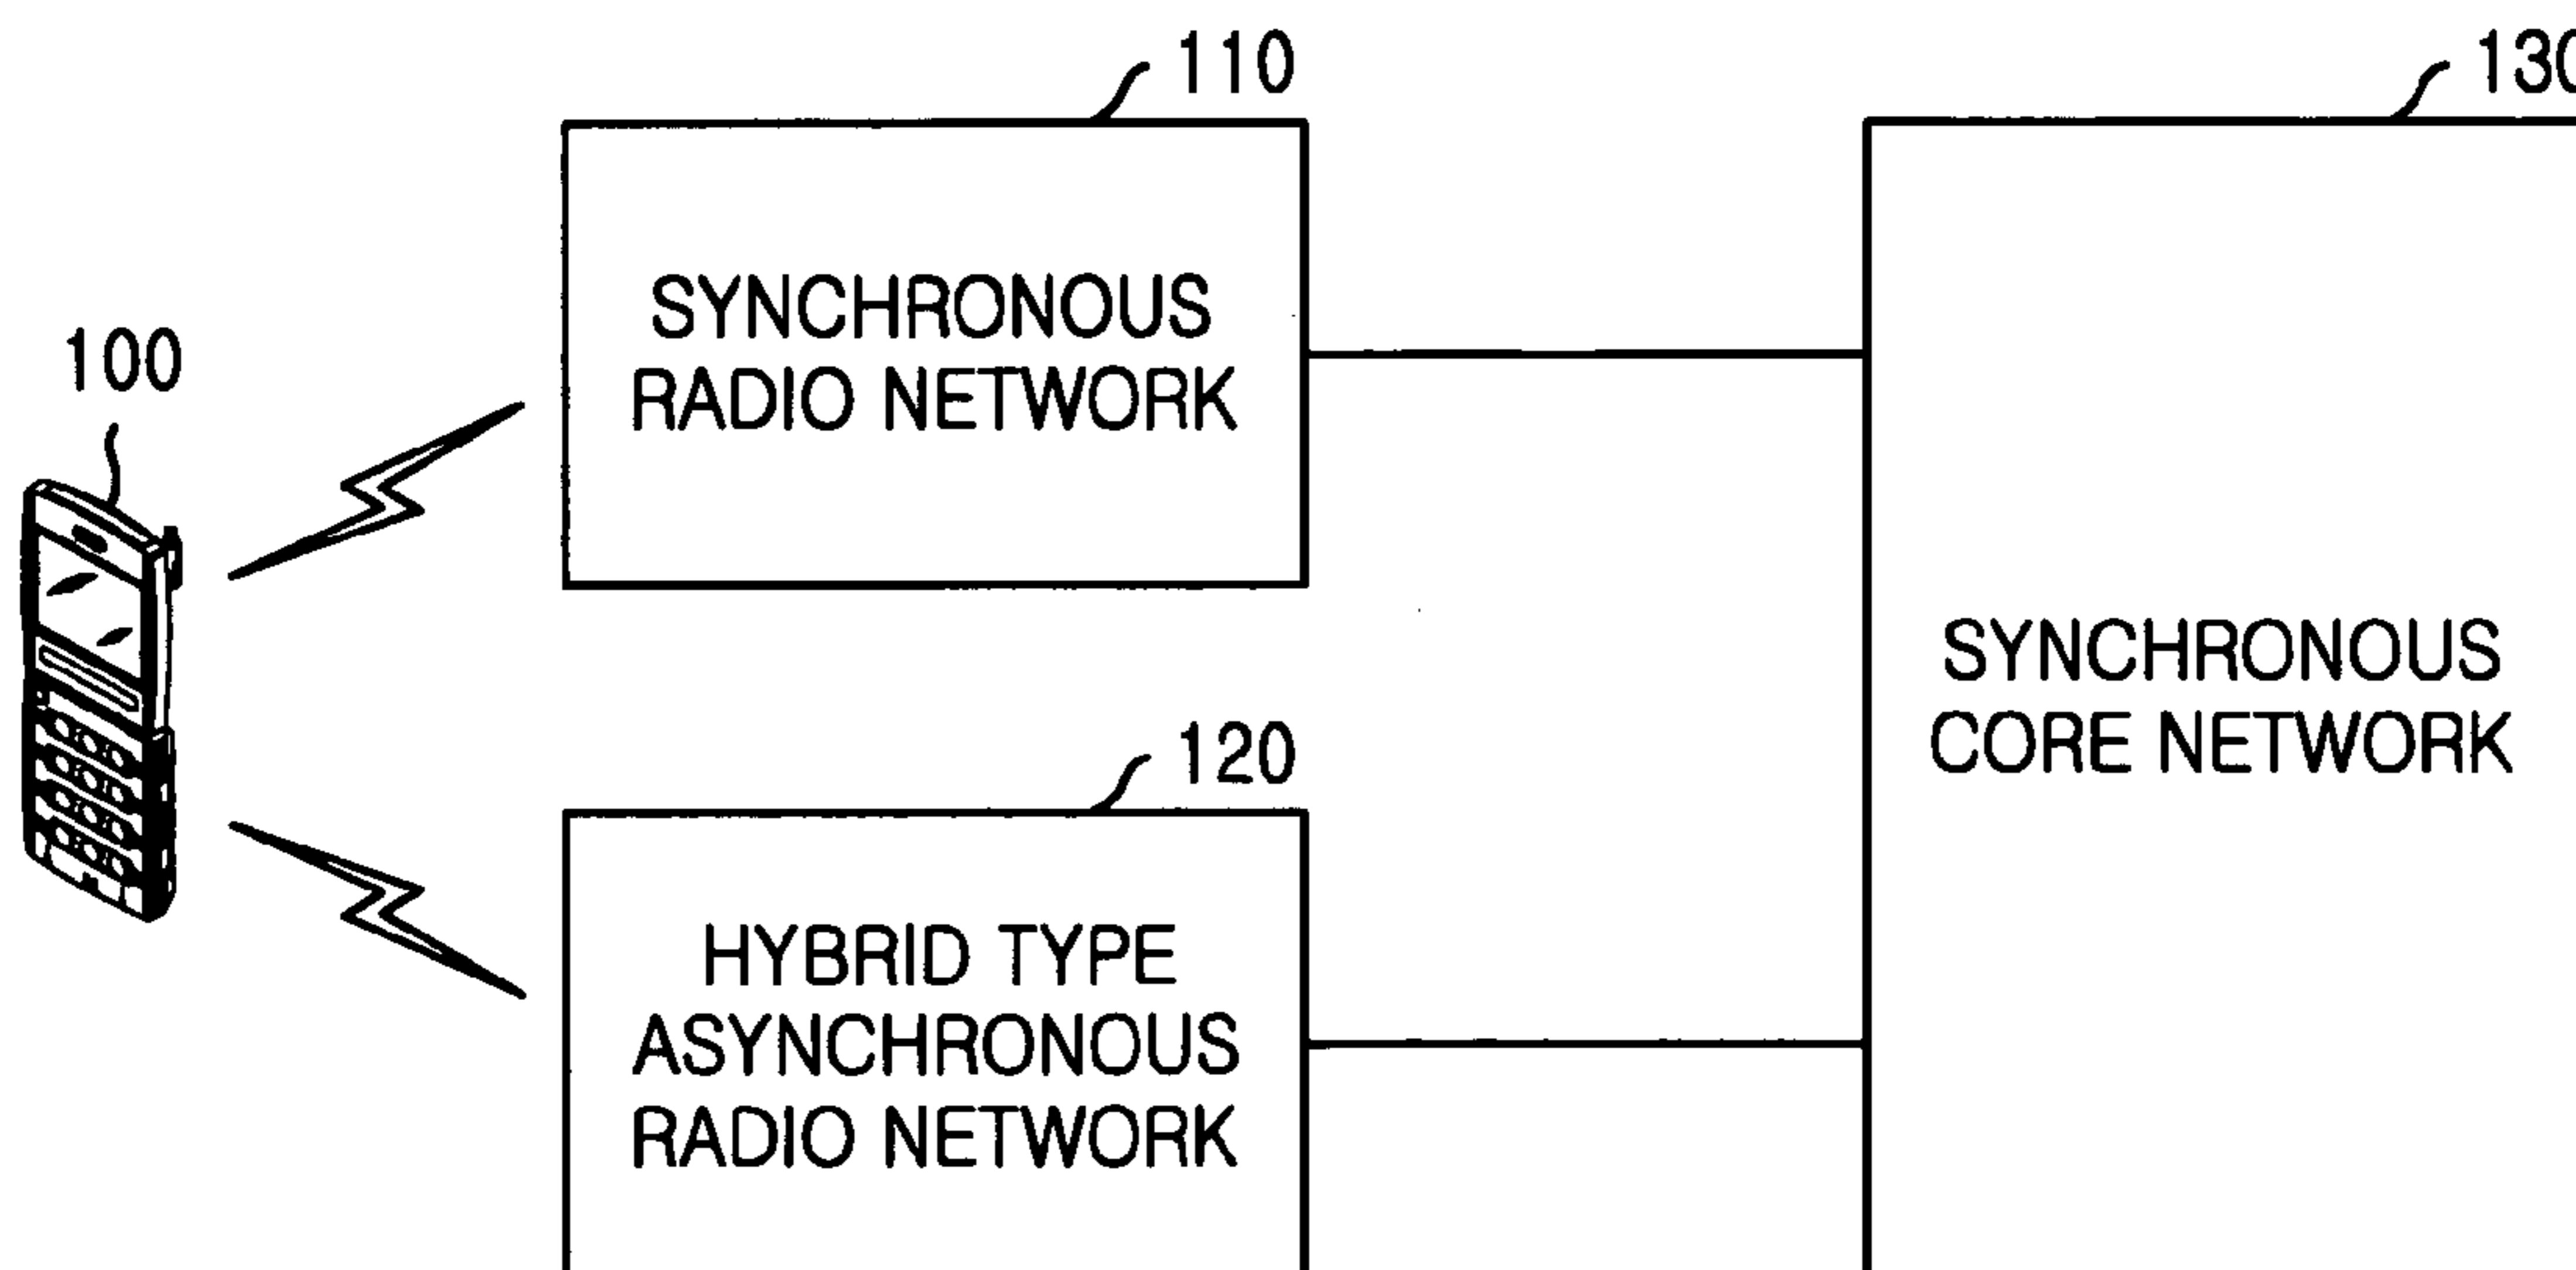 110
130
SYNCHRONOUS
RADIO NETWORK
100
SYNCHRONOUS
CORE NETWORK
120
HYBRID TYPE
ASYNCHRONOUS
RADIO NETWORK